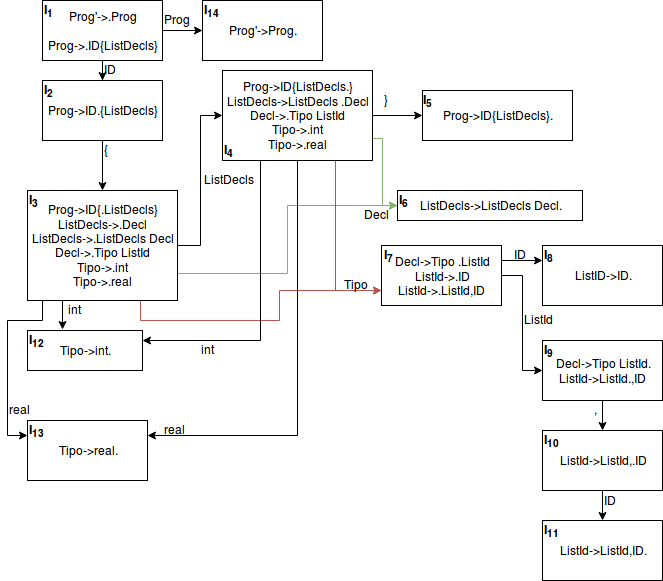 I1
Prog'->.Prog
Prog->.ID{ListDecls}
Prog
I14
Prog'->Prog.
ID
I2
Prog->ID.{ListDecls}
{
I3
Prog->ID{.ListDecls}
ListDecls->.Decl
ListDecls->.ListDecls Decl
Decl->.Tipo ListId
Tipo->.int
Tipo->.real
ListDecls
Prog->ID{ListDecls.}
ListDecls->ListDecls .Decl
Decl->.Tipo ListId
Tipo->.int
Tipo->.real
I4
}
I5
Prog->ID{ListDecls}.
Decl
I6
ListDecls->ListDecls Decl.
Tipo
I7
Decl->Tipo .ListId
ListId->.ID
ListId->.ListId,ID
ID
I8
ListID->ID.
ListId
I9
Decl->Tipo ListId.
ListId->ListId.,ID
,
I10
ListId->ListId,.ID
ID
I11
ListId->ListId,ID.
int
I12
Tipo->int.
int
real
I13
Tipo->real.
real